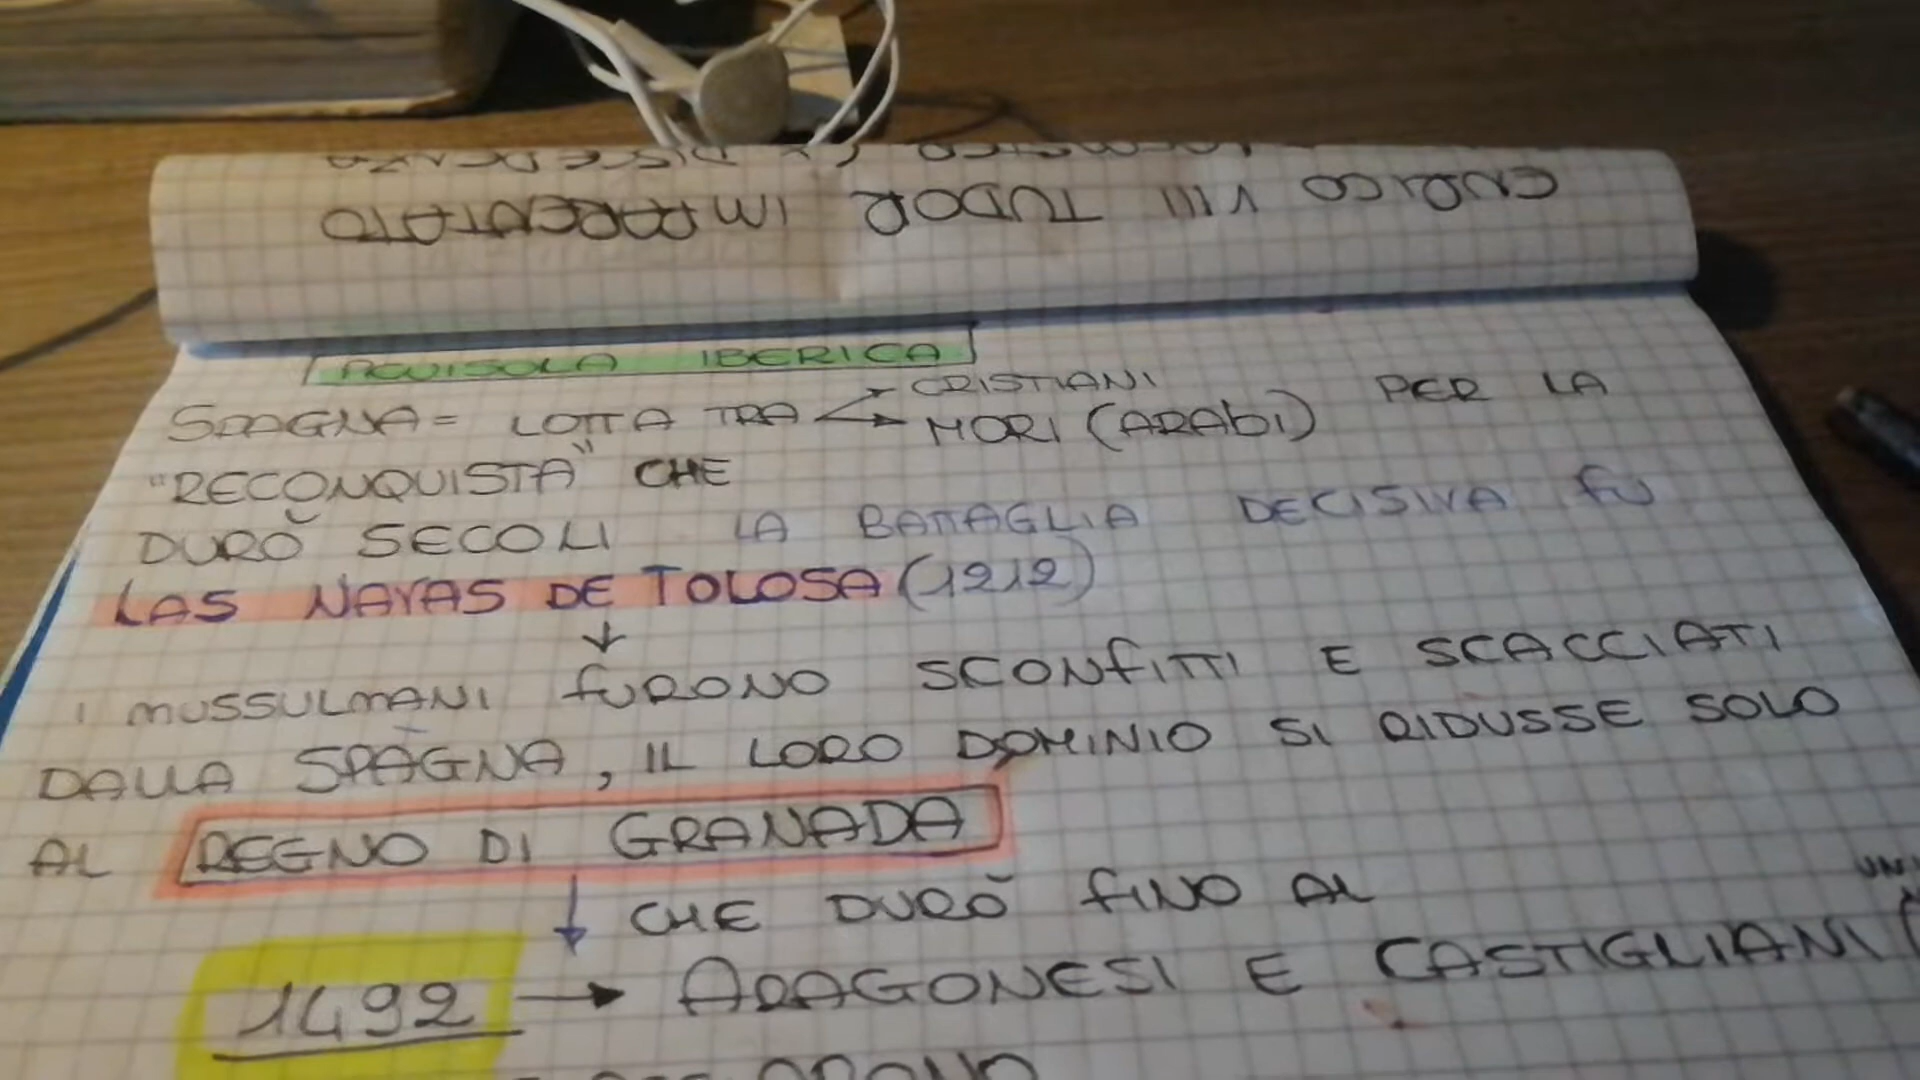 ENRICO VIII TUDOR IMPARENTATO
PENISOLA IBERICA
SPAGNA = LOTTA TRA CRISTIANI
MORI (ARABI) PER LA
"RECONQUISTA" CHE
DURÒ SECOLI LA BATTAGLIA DECISIVA FU
LAS NAVAS DE TOLOSA (1212)
I MUSSULMANI FURONO SCONFITTI E SCACCIATI
DALLA SPAGNA, IL LORO DOMINIO SI RIDUSSE SOLO
AL REGNO DI GRANADA
CHE DURÒ FINO AL
1492 → ARAGONESI E CASTIGLIANI (